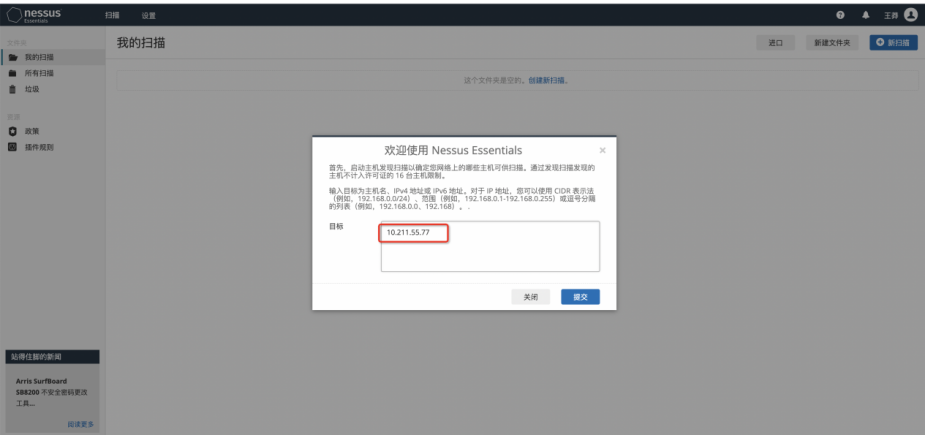 nessus
Essentials
扫描
设置
王爵
我的扫描
所有扫描
垃圾
政策
插件规则
我的扫描
进口
新建文件夹
新扫描
这个文件夹是空的。创建新扫描。
欢迎使用 Nessus Essentials
首先，启动主机发现扫描以确定您网络上的哪些主机可供扫描。通过发现扫描发现的
主机不计入许可证的 16 台主机限制。
输入目标为主机名、IPv4 地址或 IPv6 地址。对于 IP 地址，您可以使用 CIDR 表示法
（例如，192.168.0.0/24）、范围（例如，192.168.0.1-192.168.0.255）或逗号分隔
的列表（例如，192.168.0.0、192.168）。 .
目标
10.211.55.77
关闭
提交
站得住脚的新闻
Arris SurfBoard
SB8200 不安全密码更改
工具...
阅读更多